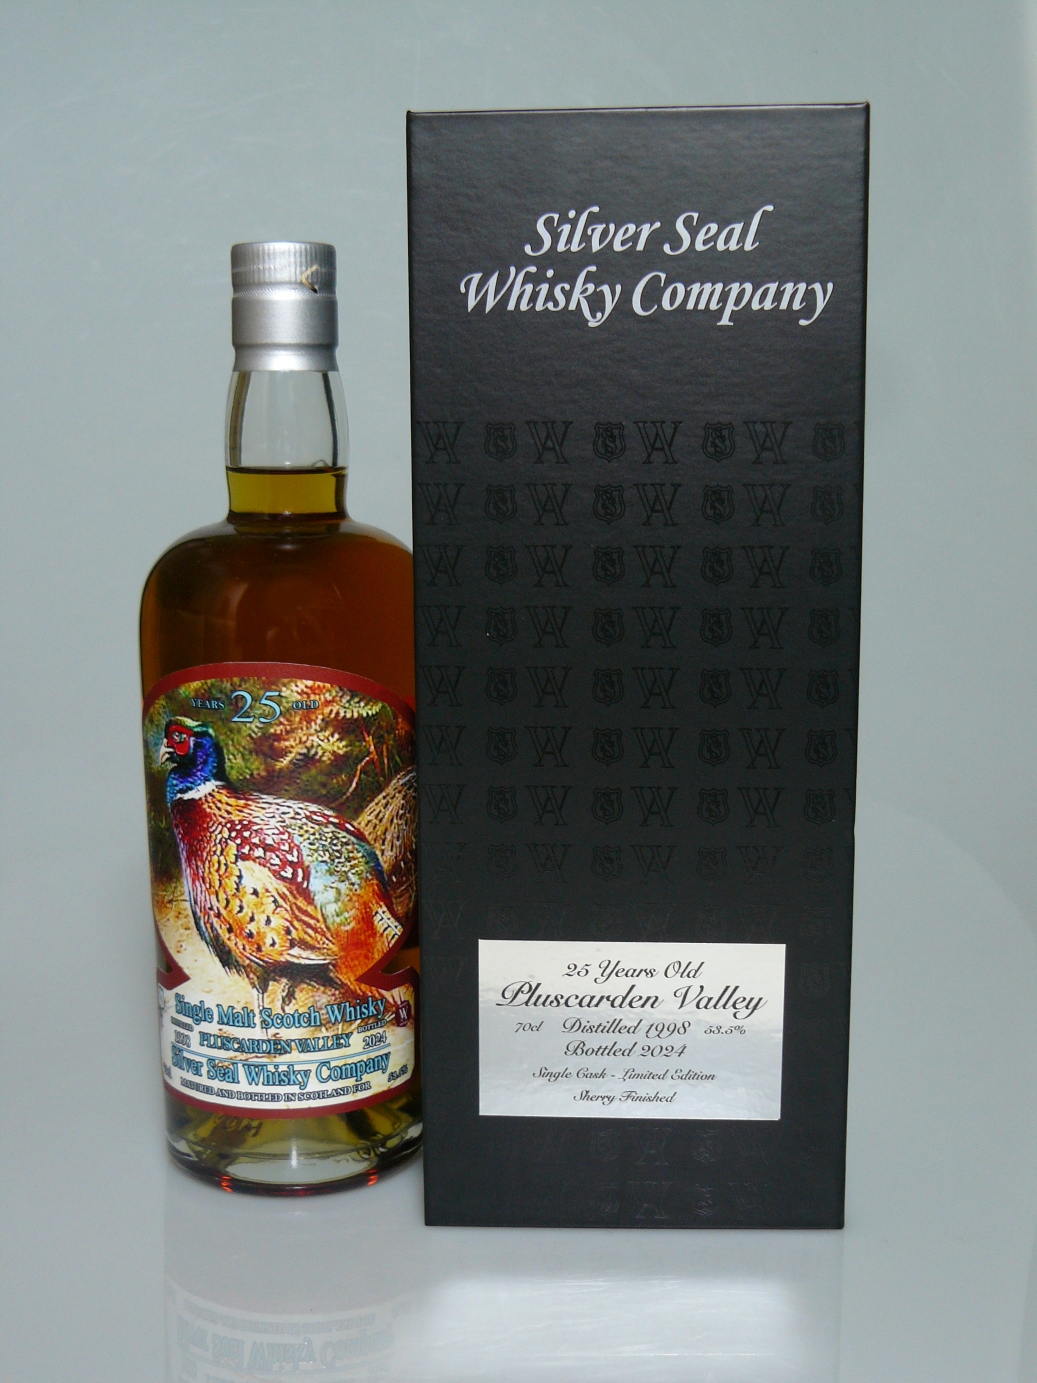 Silver Seal
Whisky Company
YEARS 25 OLD
Single Malt Scotch Whisky
1998 PLUSCARDEN VALLEY BOTTLED 2024
Silver Seal Whisky Company
MATURED AND BOTTLED IN SCOTLAND FOR
25 Years Old
Pluscarden Valley
70cl Distilled 1998 53.5%
Bottled 2024
Single Cask - Limited Edition
Sherry Finished